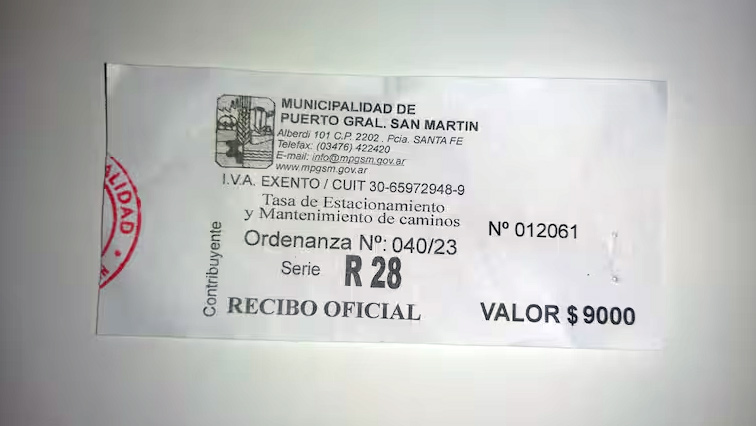 MUNICIPALIDAD DE
PUERTO GRAL. SAN MARTIN
Alberdi 101 C.P. 2202 , Pcia. SANTA FE
Telefax. (03476) 422420
E-mail: info@mpgsm.gov.ar
www.mpgsm.gov.ar
I.V.A. EXENTO / CUIT 30-65972948-9
Tasa de Estacionamiento
y Mantenimiento de caminos
Nº 012061
Ordenanza Nº: 040/23
Serie R 28
RECIBO OFICIAL
VALOR $ 9000
Contribuyente
ALIDAD